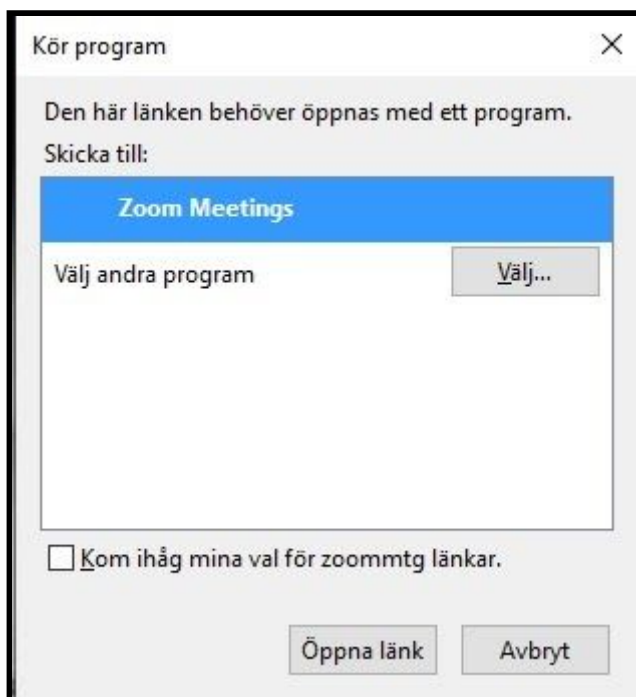 Kör program
Den här länken behöver öppnas med ett program.
Skicka till:
Zoom Meetings
Välj andra program
Välj...
Kom ihåg mina val för zoommtg länkar.
Öppna länk
Avbryt